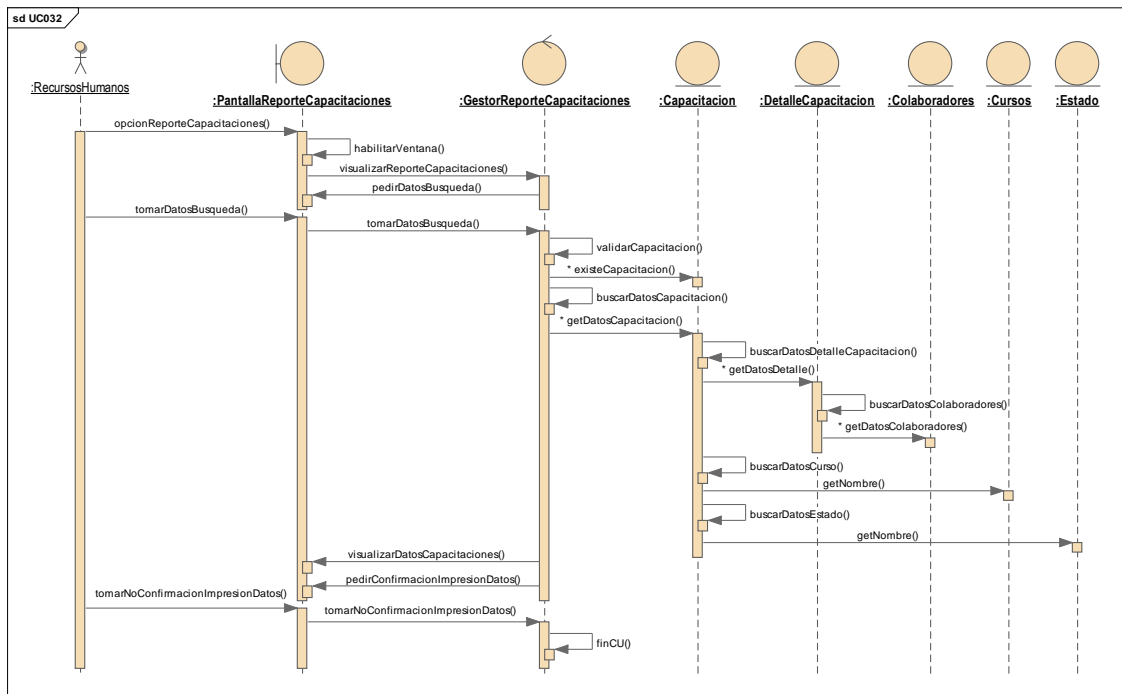 sd UC032
:RecursosHumanos
:PantallaReporteCapacitaciones
:GestorReporteCapacitaciones
:Capacitacion
:DetalleCapacitacion
:Colaboradores
:Cursos
:Estado
opcionReporteCapacitaciones()
habilitarVentana()
visualizarReporteCapacitaciones()
pedirDatosBusqueda()
tomarDatosBusqueda()
tomarDatosBusqueda()
validarCapacitacion()
* existeCapacitacion()
buscarDatosCapacitacion()
* getDatosCapacitacion()
buscarDatosDetalleCapacitacion()
* getDatosDetalle()
buscarDatosColaboradores()
* getDatosColaboradores()
buscarDatosCurso()
getNombre()
buscarDatosEstado()
getNombre()
visualizarDatosCapacitaciones()
pedirConfirmacionImpresionDatos()
tomarNoConfirmacionImpresionDatos()
tomarNoConfirmacionImpresionDatos()
finCU()